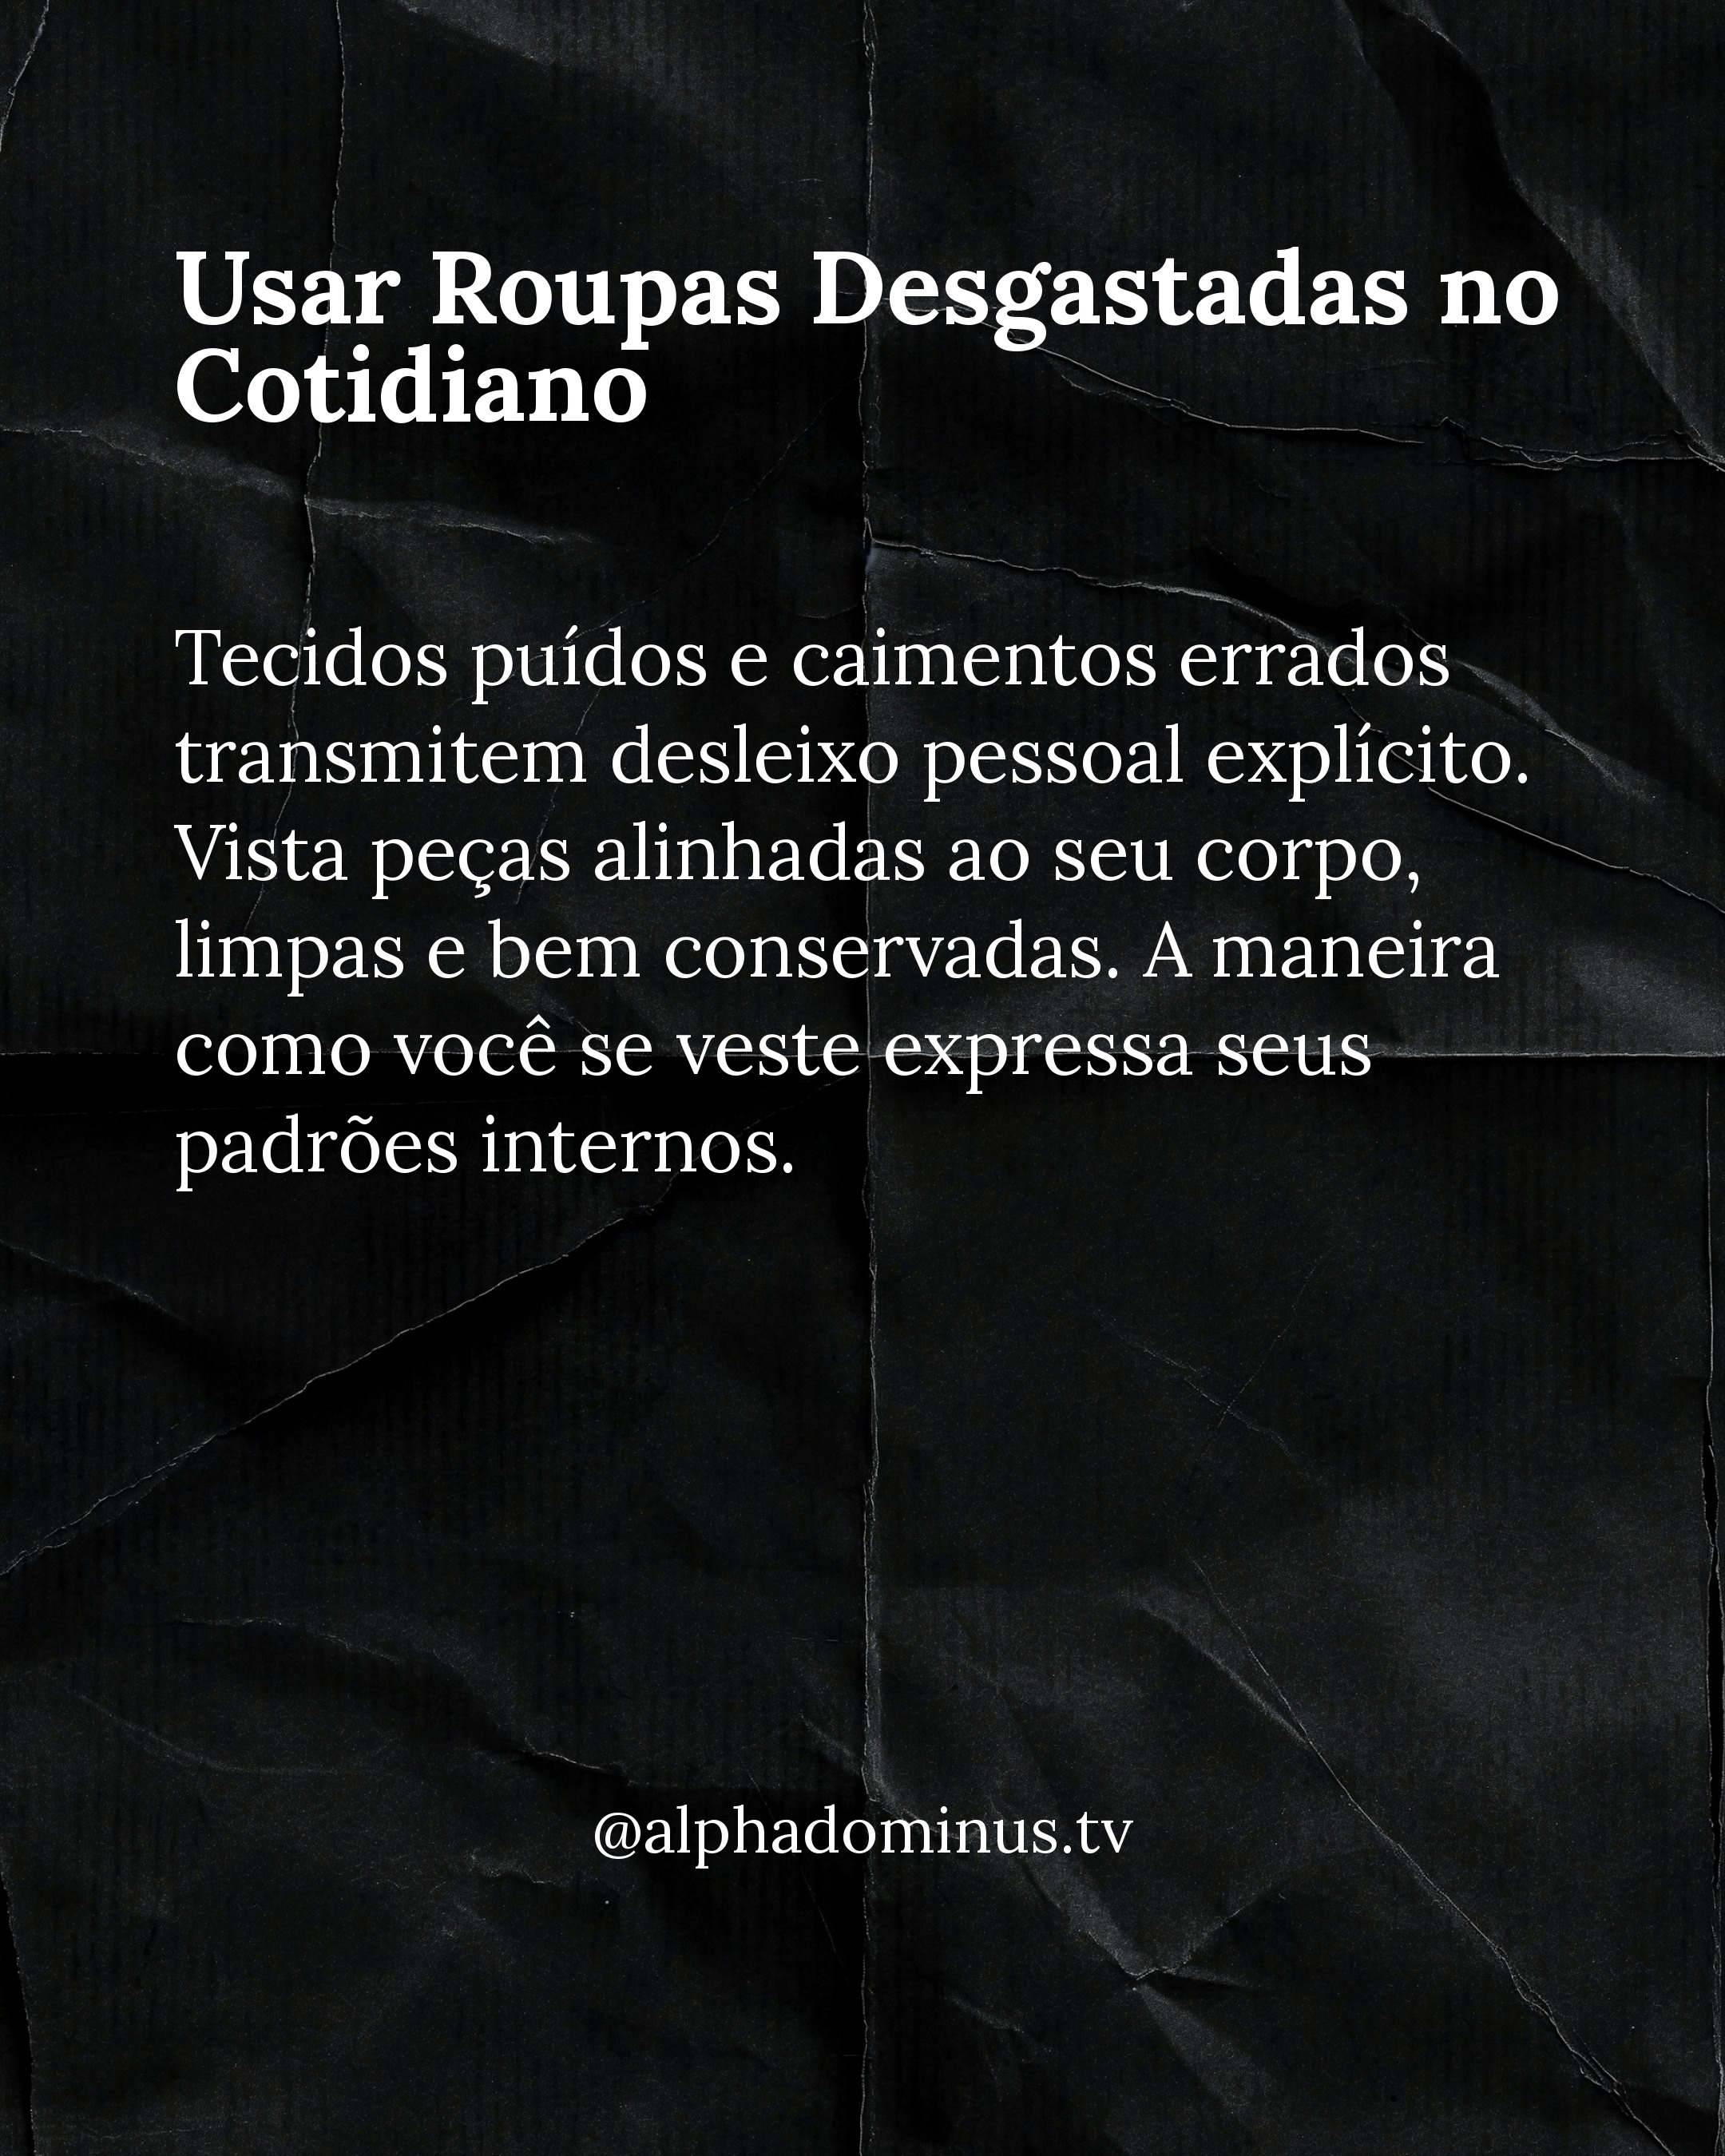 Usar Roupas Desgastadas no
Cotidiano
Tecidos puídos e caimentos errados
transmitem desleixo pessoal explícito.
Vista peças alinhadas ao seu corpo,
limpas e bem conservadas. A maneira
como você se veste expressa seus
padrões internos.
@alphadominus.tv